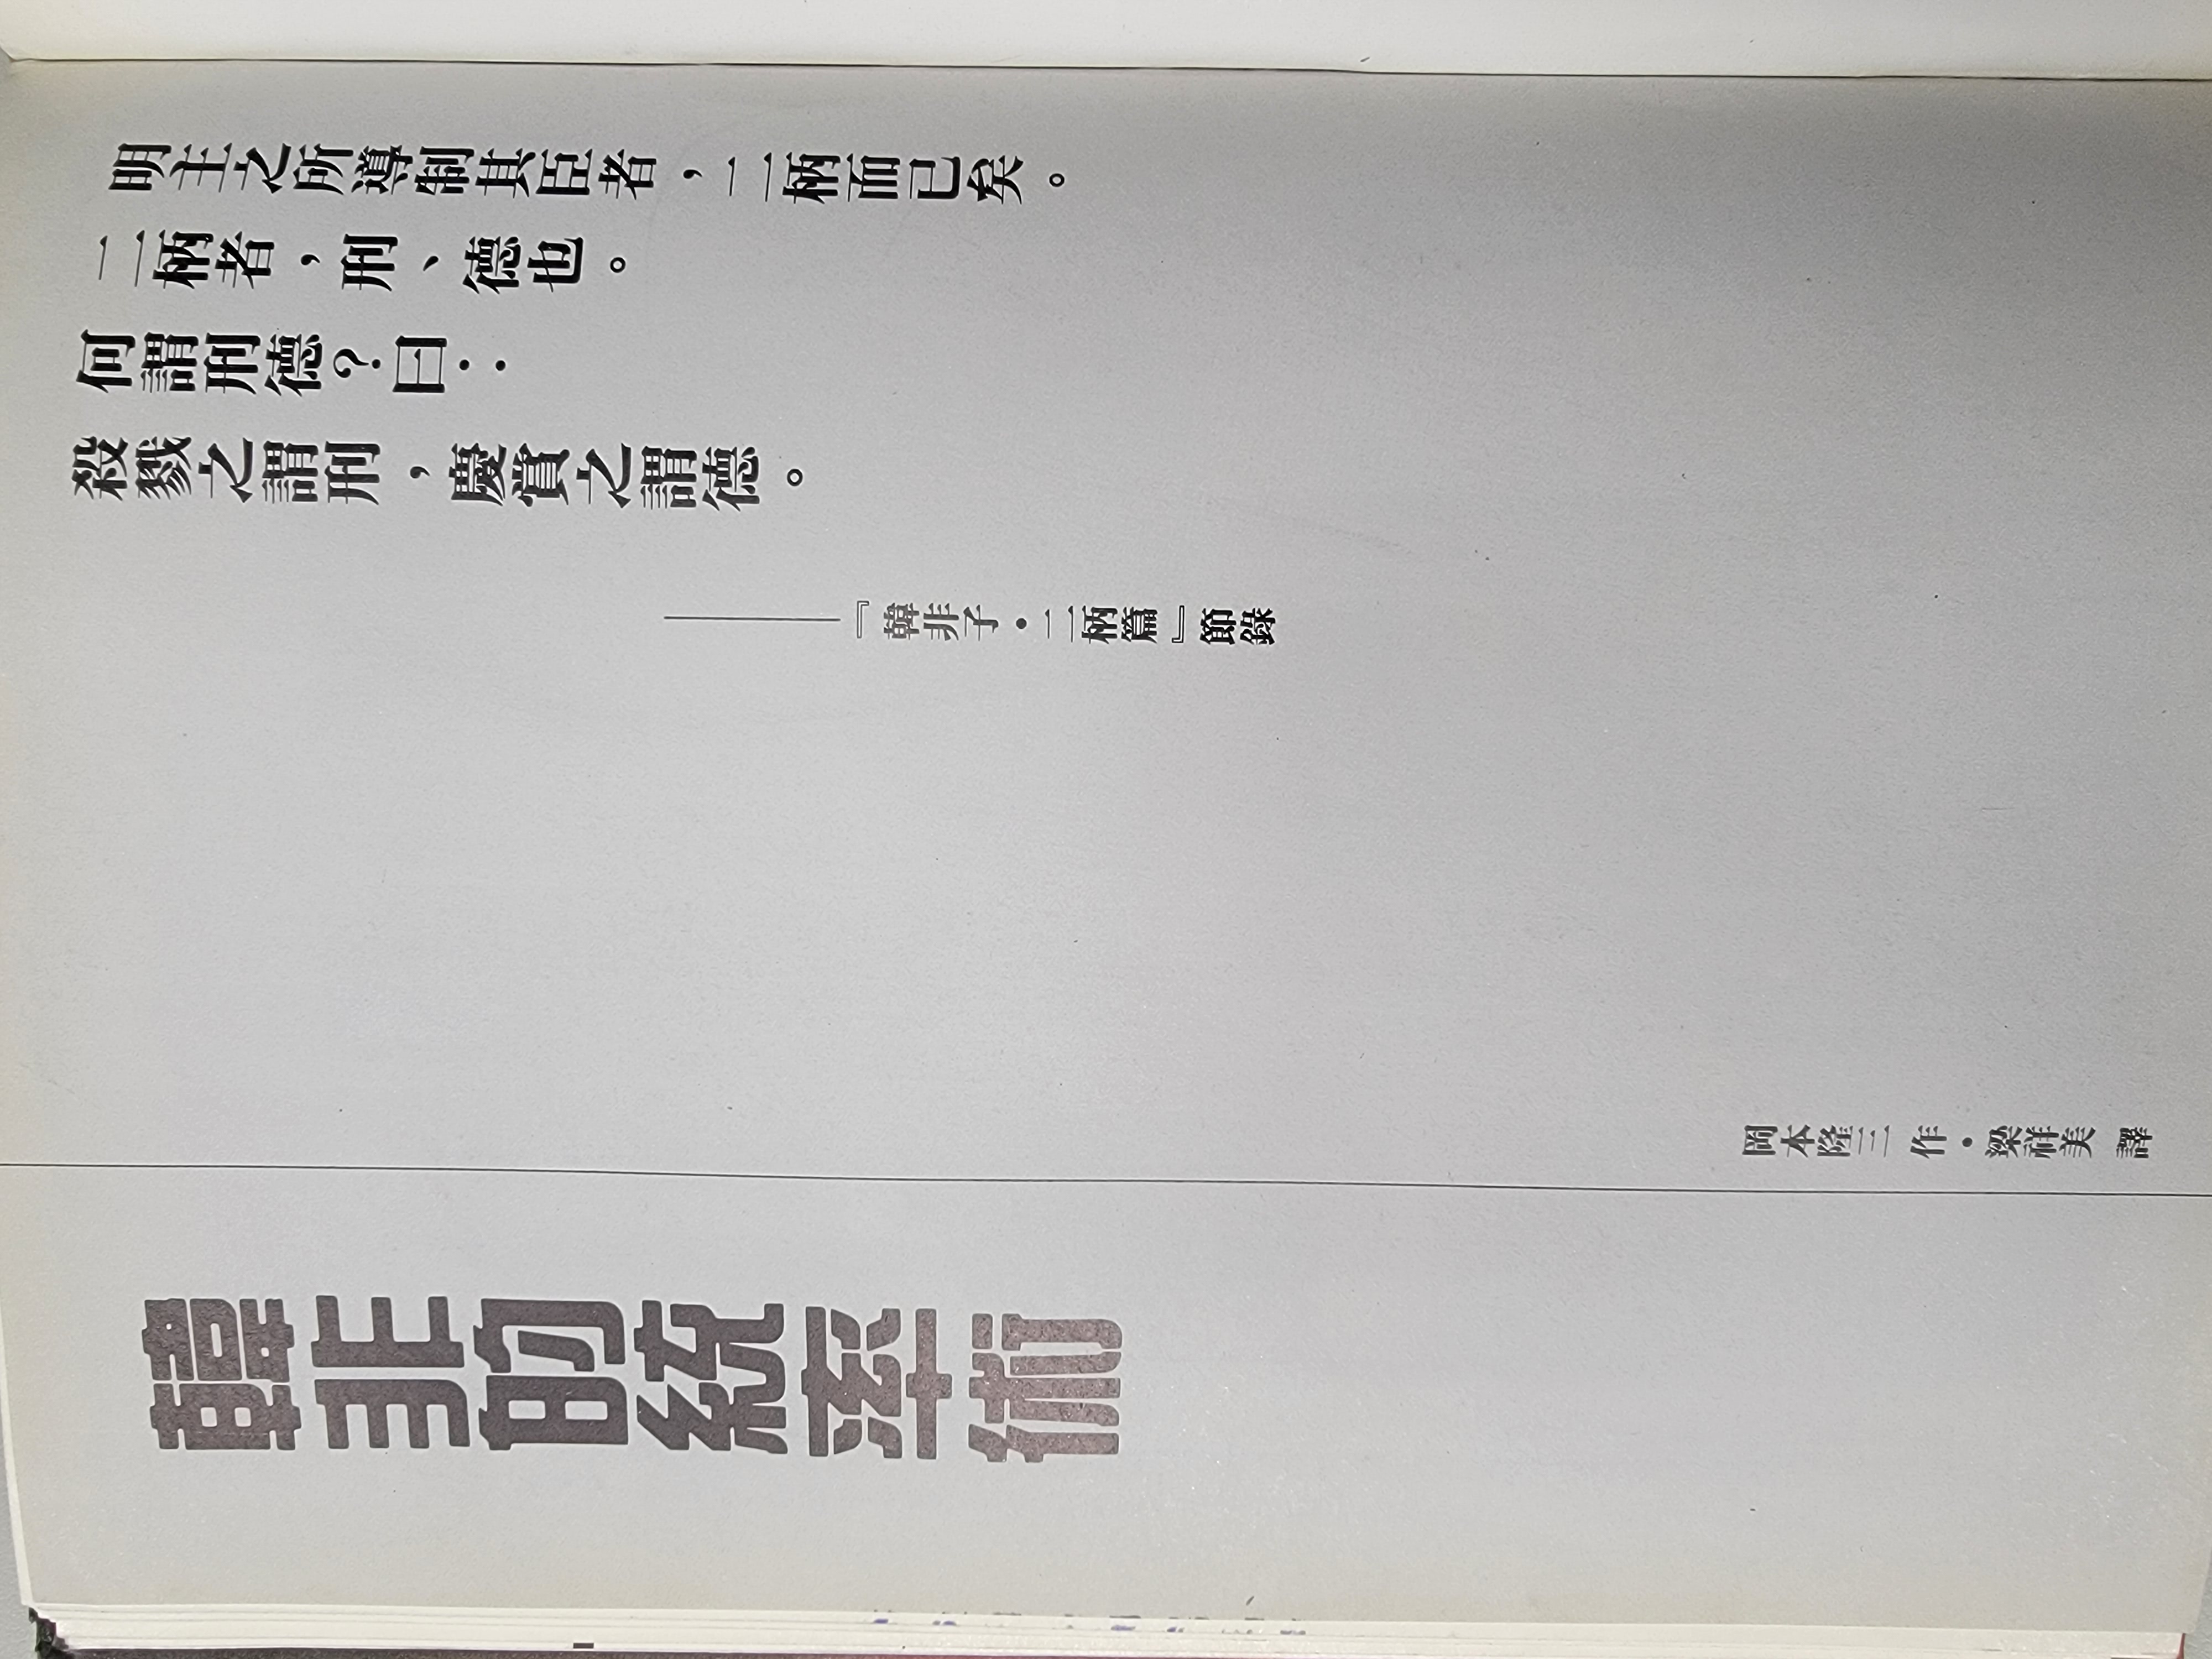 明主之所導制其臣者，二柄而已矣。
二柄者，刑、德也。
何謂刑德？曰：
殺戮之謂刑，慶賞之謂德。
——『韓非子・二柄篇』節錄
岡本隆三 作・梁祥美 譯
韓非的統率術